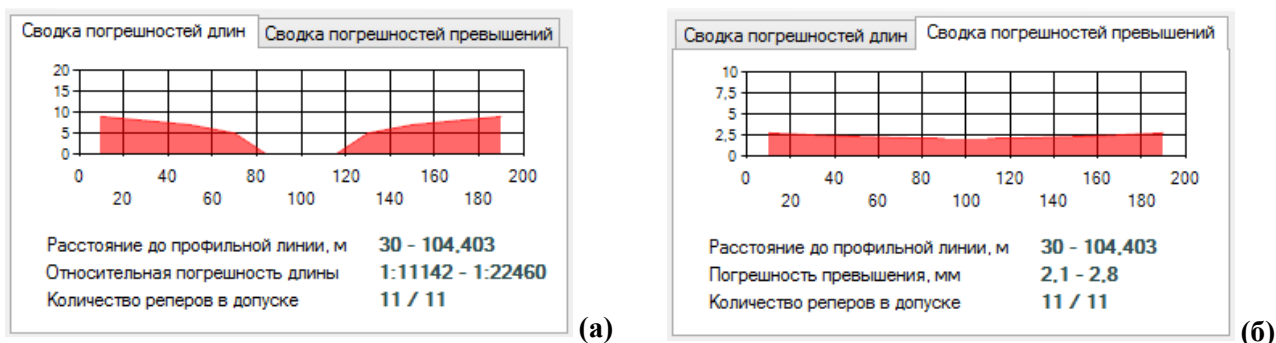 Сводка погрешностей длин Сводка погрешностей превышений
20
15
10
5
0
0 40 80 120 160 200
20 60 100 140 180
Расстояние до профильной линии, м 30 - 104,403
Относительная погрешность длины 1:11142 - 1:22460
Количество реперов в допуске 11 / 11
(а)
Сводка погрешностей длин Сводка погрешностей превышений
10
7,5
5
2,5
0
0 40 80 120 160 200
20 60 100 140 180
Расстояние до профильной линии, м 30 - 104,403
Погрешность превышения, мм 2,1 - 2,8
Количество реперов в допуске 11 / 11
(б)